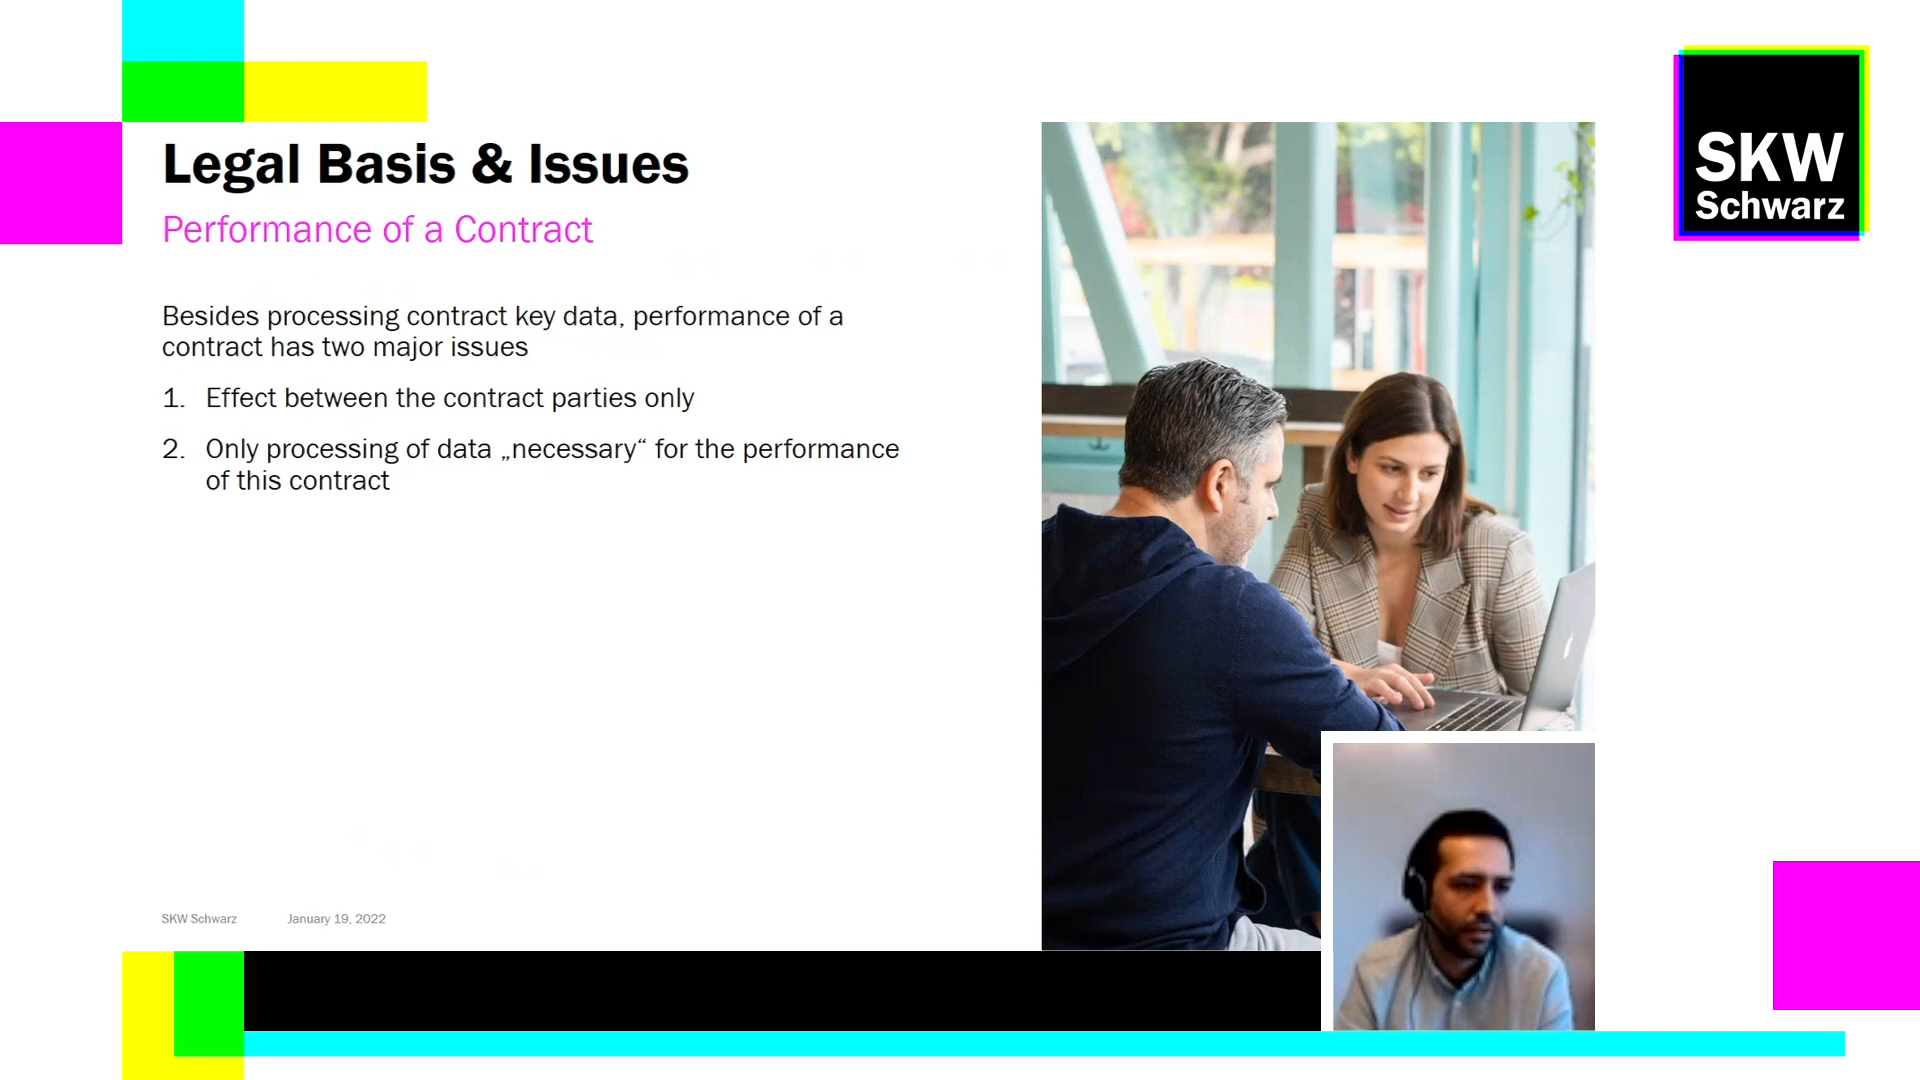 SKW
Schwarz
Legal Basis & Issues
Performance of a Contract
Besides processing contract key data, performance of a
contract has two major issues
1. Effect between the contract parties only
2. Only processing of data „necessary“ for the performance
of this contract
SKW Schwarz January 19, 2022